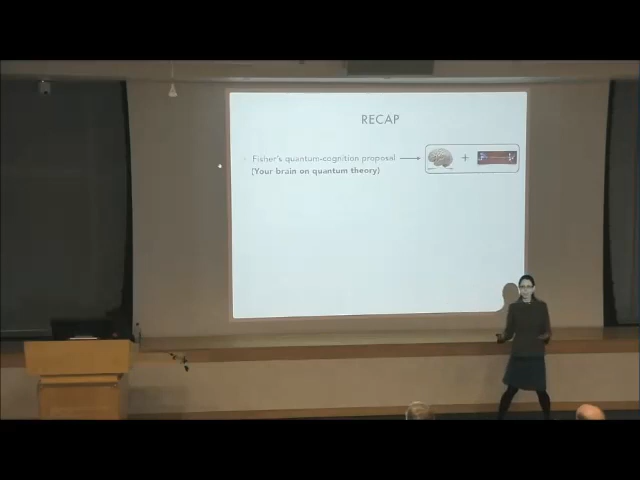 RECAP
Fisher's quantum-cognition proposal
(Your brain on quantum theory)
+